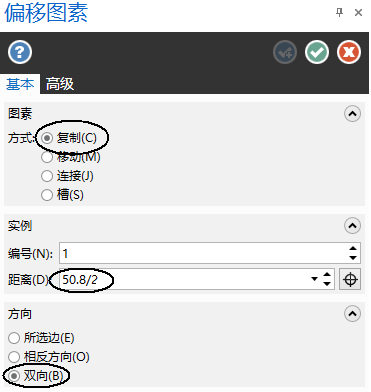 偏移图素
基本 高级
图素
方式: 复制(C)
移动(M)
连接(J)
槽(S)
实例
编号(N): 1
距离(D) 50.8/2
方向
所选边(E)
相反方向(O)
双向(B)